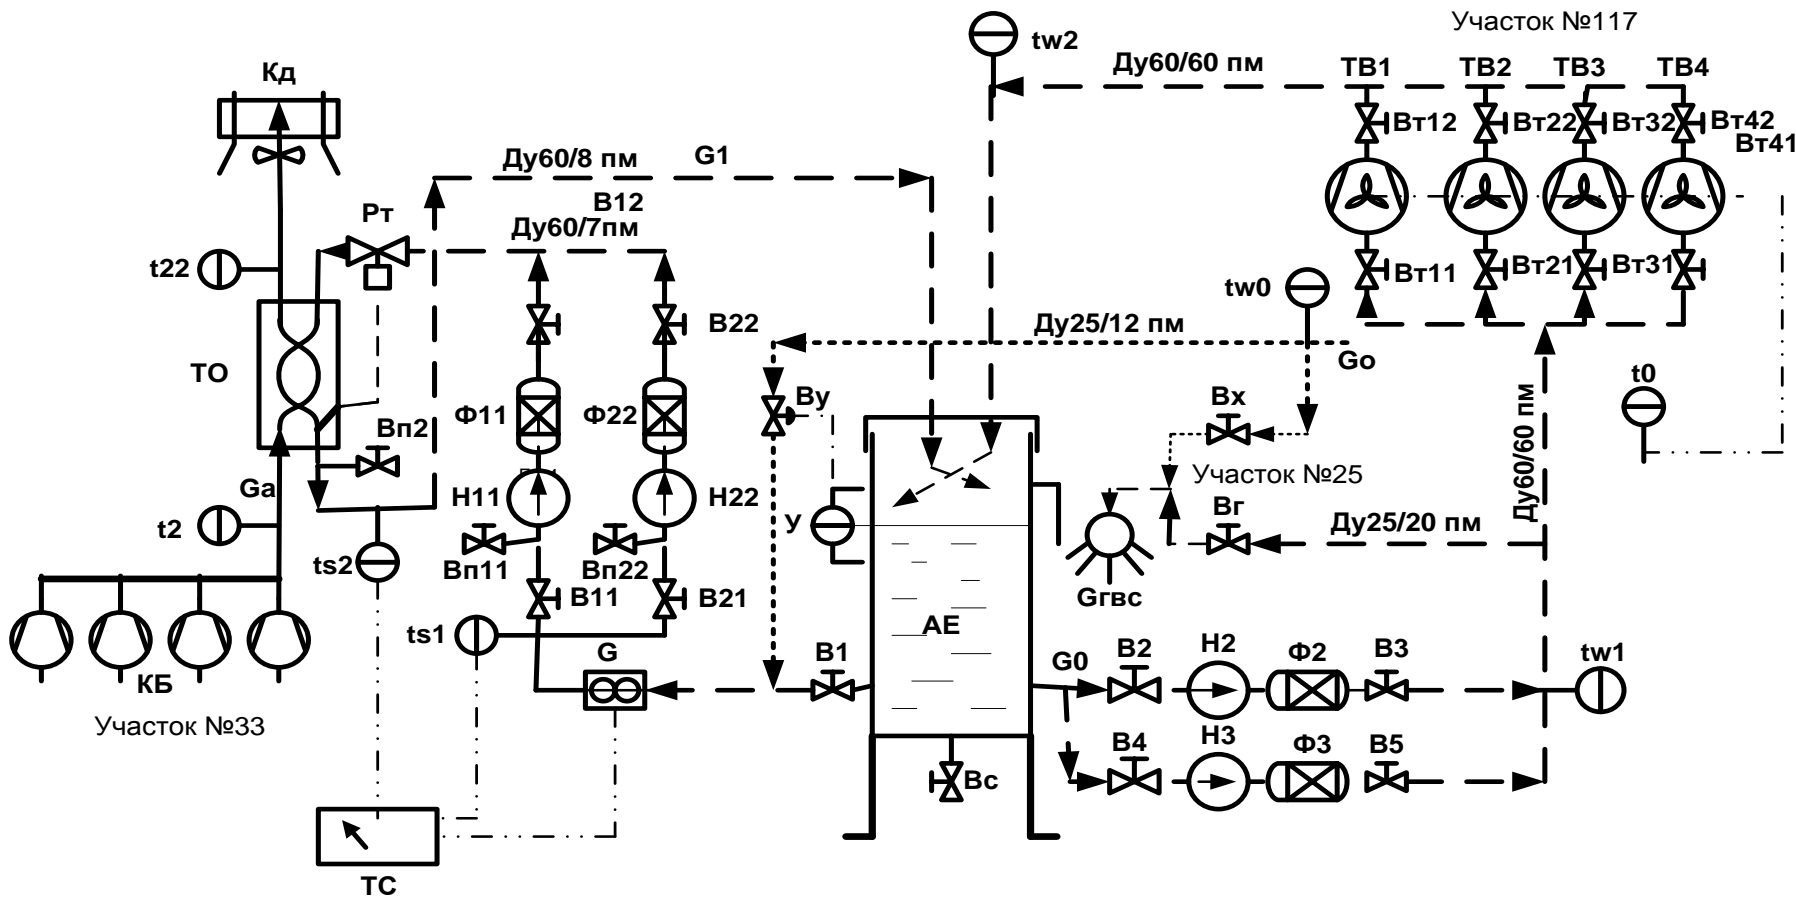 Участок №117
tw2
Ду60/60 пм
ТВ1
ТВ2
ТВ3
ТВ4
Кд
Вт12
Вт22
Вт32
Вт42
Вт41
Ду60/8 пм
G1
В12
Рт
Ду60/7пм
t22
Вт11
Вт21
Вт31
tw0
В22
Ду25/12 пм
Go
ТО
t0
Ву
Вх
Ф11
Ф22
Вп2
Ду60/60 пм
Участок №25
Ga
Н11
Н22
У
Вг
Ду25/20 пм
t2
ts2
Вп11
Вп22
В11
В21
Gгвс
ts1
АЕ
G
В1
G0
В2
Н2
Ф2
В3
tw1
КБ
Участок №33
В4
Н3
Ф3
В5
Вс
ТС